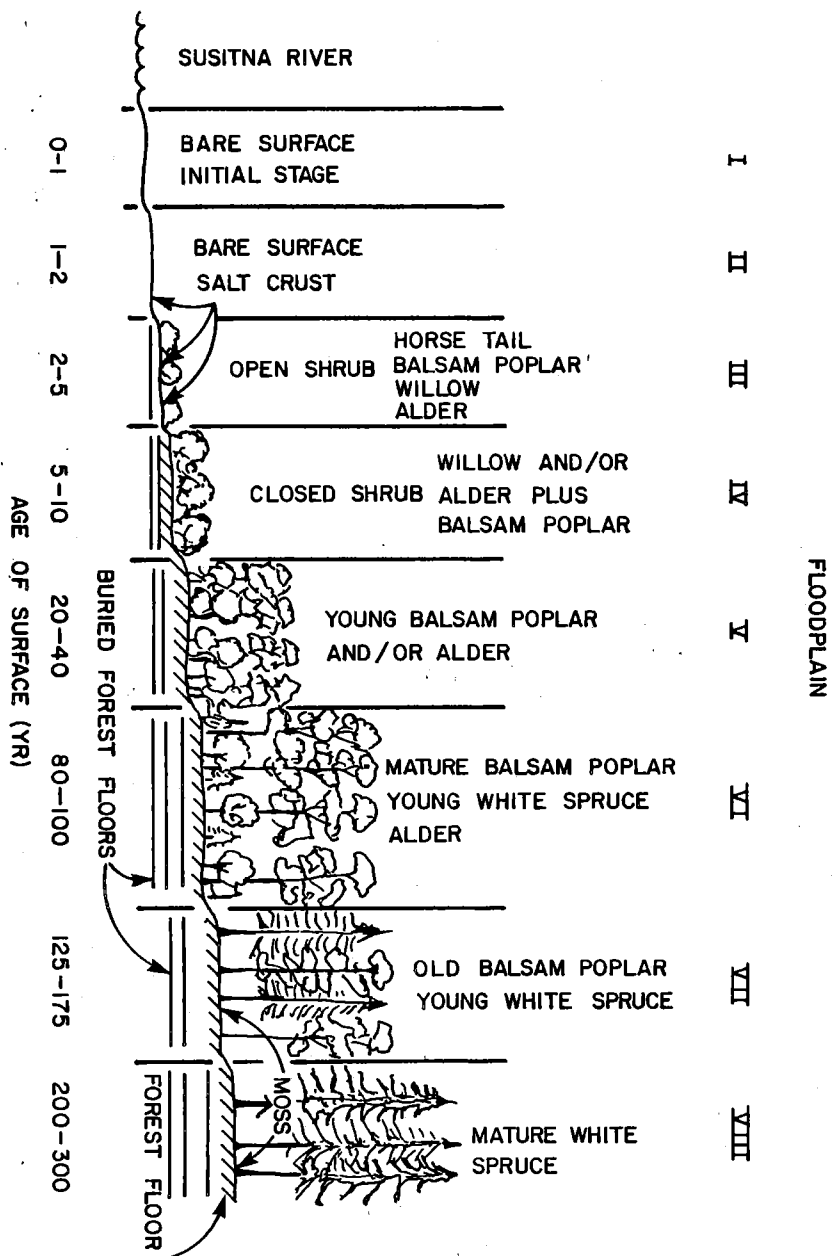 FLOODPLAIN
I
II
III
IV
V
VI
VII
VIII
SUSITNA RIVER
BARE SURFACE
INITIAL STAGE
BARE SURFACE
SALT CRUST
OPEN SHRUB
HORSE TAIL
BALSAM POPLAR
WILLOW
ALDER
CLOSED SHRUB
WILLOW AND/OR
ALDER PLUS
BALSAM POPLAR
YOUNG BALSAM POPLAR
AND/OR ALDER
MATURE BALSAM POPLAR
YOUNG WHITE SPRUCE
ALDER
OLD BALSAM POPLAR
YOUNG WHITE SPRUCE
MATURE WHITE
SPRUCE
MOSS
FOREST FLOOR
BURIED FOREST FLOORS
0-1
1-2
2-5
5-10
20-40
80-100
125-175
200-300
AGE OF SURFACE (YR)